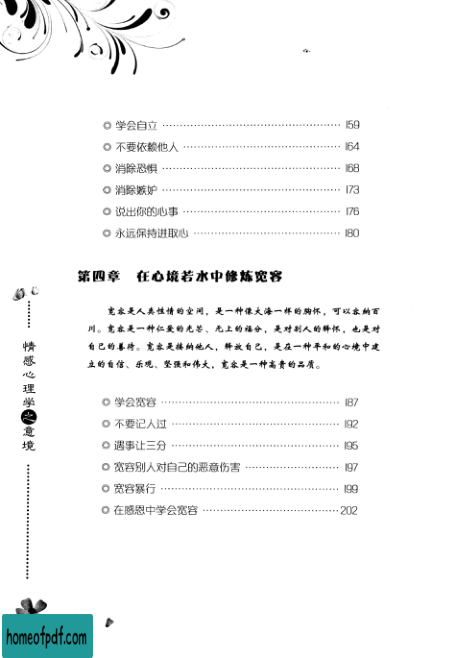 ◎ 学会自立 …………………………………… 159
◎ 不要依赖他人 …………………………………… 164
◎ 消除恐惧 …………………………………… 168
◎ 消除嫉妒 …………………………………… 173
◎ 说出你的心事 …………………………………… 176
◎ 永远保持进取心 …………………………………… 180
第四章 在心境若水中修炼宽容
宽容是人类性情的空间，是一种像大海一样的胸怀，可以容纳百
川。宽容是一种仁爱的光芒、无上的福分，是对别人的释怀，也是对
自己的善待。宽容是接纳他人，释放自己，是在一种平和的心境中建
立的自信、乐观、坚强和伟大，宽容是一种高贵的品质。
◎ 学会宽容 …………………………………… 187
◎ 不要记人过 …………………………………… 192
◎ 遇事让三分 …………………………………… 195
◎ 宽容别人对自己的恶意伤害 ………………………… 197
◎ 宽容暴行 …………………………………… 199
◎ 在感恩中学会宽容 …………………………………… 202
情感心理学之意境
homeofpdf.com